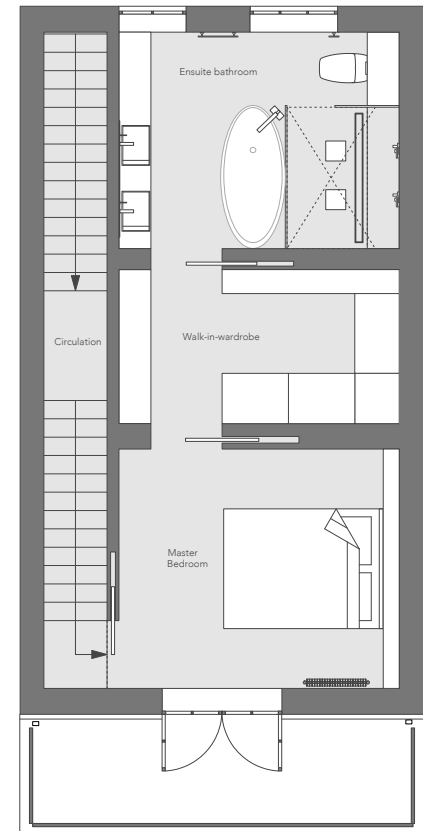 Ensuite bathroom
Circulation
Walk-in-wardrobe
Master
Bedroom